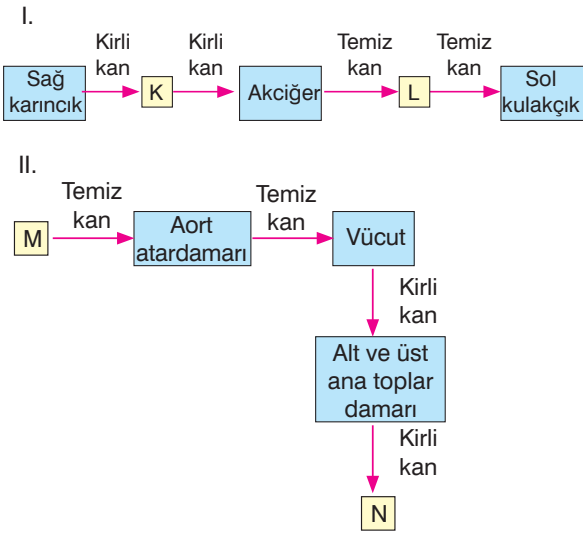 I.
Kirli
kan
Kirli
kan
Temiz
kan
Temiz
kan
Sağ
karıncık
K
Akciğer
L
Sol
kulakçık
II.
Temiz
kan
Temiz
kan
M
Aort
atardamarı
Vücut
Kirli
kan
Alt ve üst
ana toplar
damarı
Kirli
kan
N